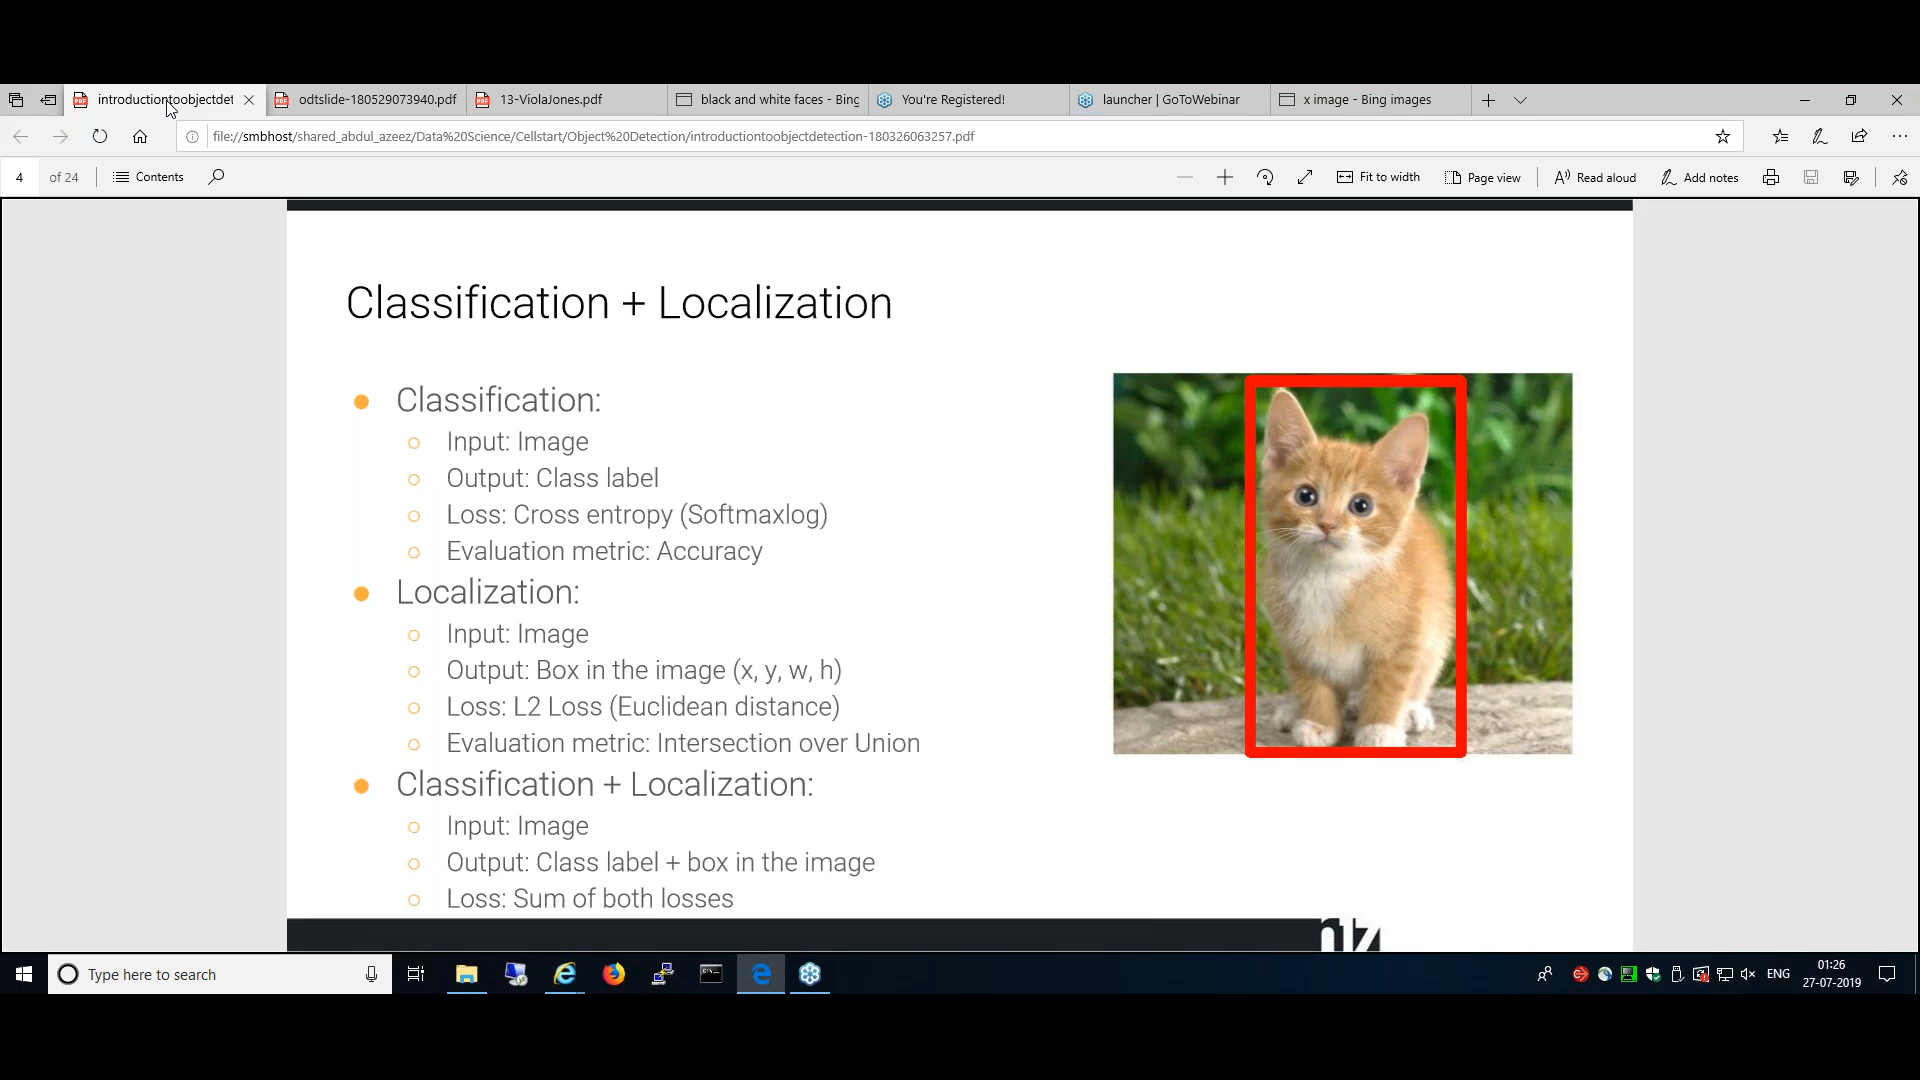 introductiontoobjectdet
odtslide-180529073940.pdf
13-ViolaJones.pdf
black and white faces - Bing
You're Registered!
launcher | GoToWebinar
x image - Bing images
file://smbhost/shared_abdul_azeez/Data%20Science/Cellstart/Object%20Detection/introductiontoobjectdetection-180326063257.pdf
4 of 24
Contents
Fit to width
Page view
Read aloud
Add notes
Classification + Localization
Classification:
Input: Image
Output: Class label
Loss: Cross entropy (Softmaxlog)
Evaluation metric: Accuracy
Localization:
Input: Image
Output: Box in the image (x, y, w, h)
Loss: L2 Loss (Euclidean distance)
Evaluation metric: Intersection over Union
Classification + Localization:
Input: Image
Output: Class label + box in the image
Loss: Sum of both losses
Type here to search
ENG
01:26
27-07-2019